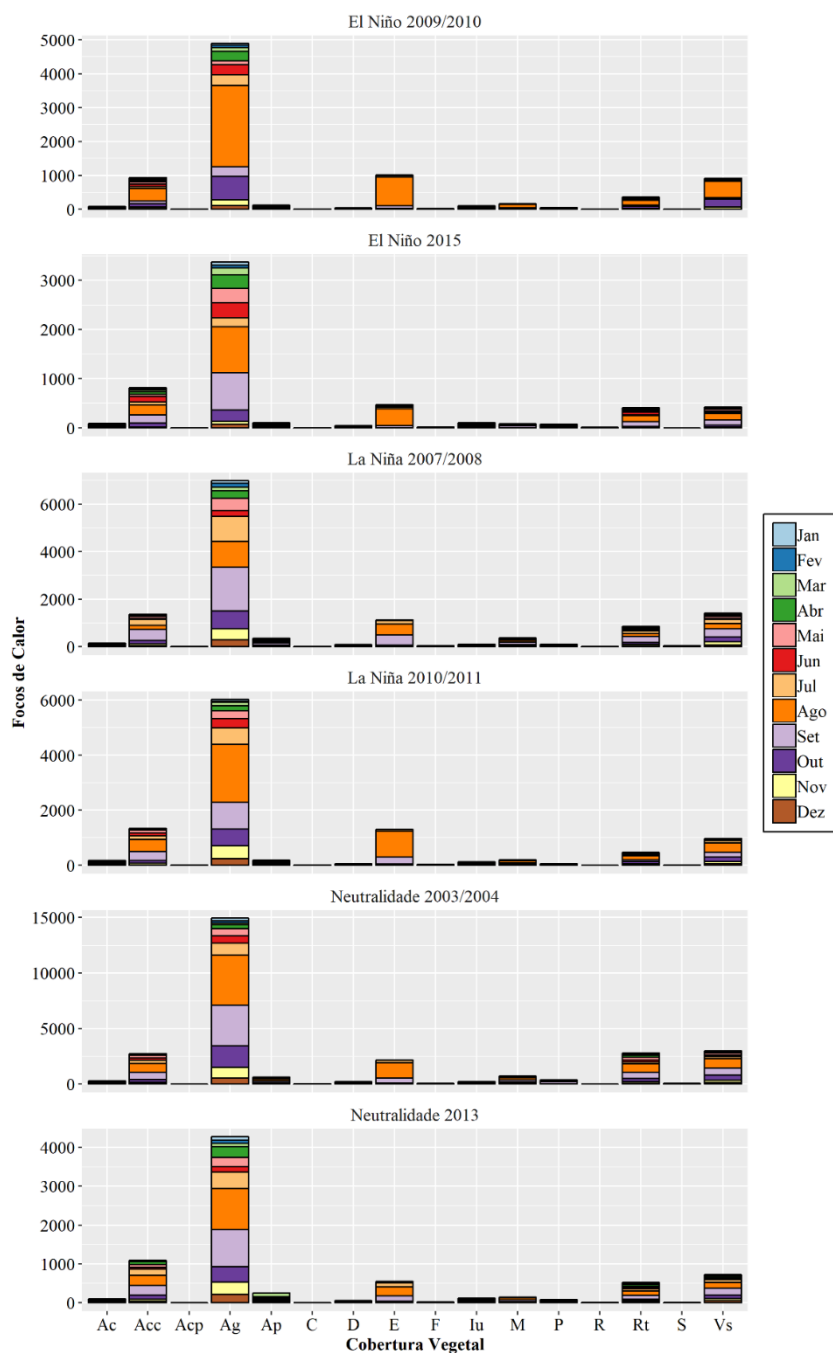 El Niño 2009/2010
5000
4000
3000
2000
1000
0
El Niño 2015
3000
2000
1000
0
La Niña 2007/2008
6000
4000
2000
0
La Niña 2010/2011
6000
4000
2000
0
Neutralidade 2003/2004
15000
10000
5000
0
Neutralidade 2013
4000
3000
2000
1000
0
Focos de Calor
Ac Acc Acp Ag Ap C D E F Iu M P R Rt S Vs
Cobertura Vegetal
Jan
Fev
Mar
Abr
Mai
Jun
Jul
Ago
Set
Out
Nov
Dez